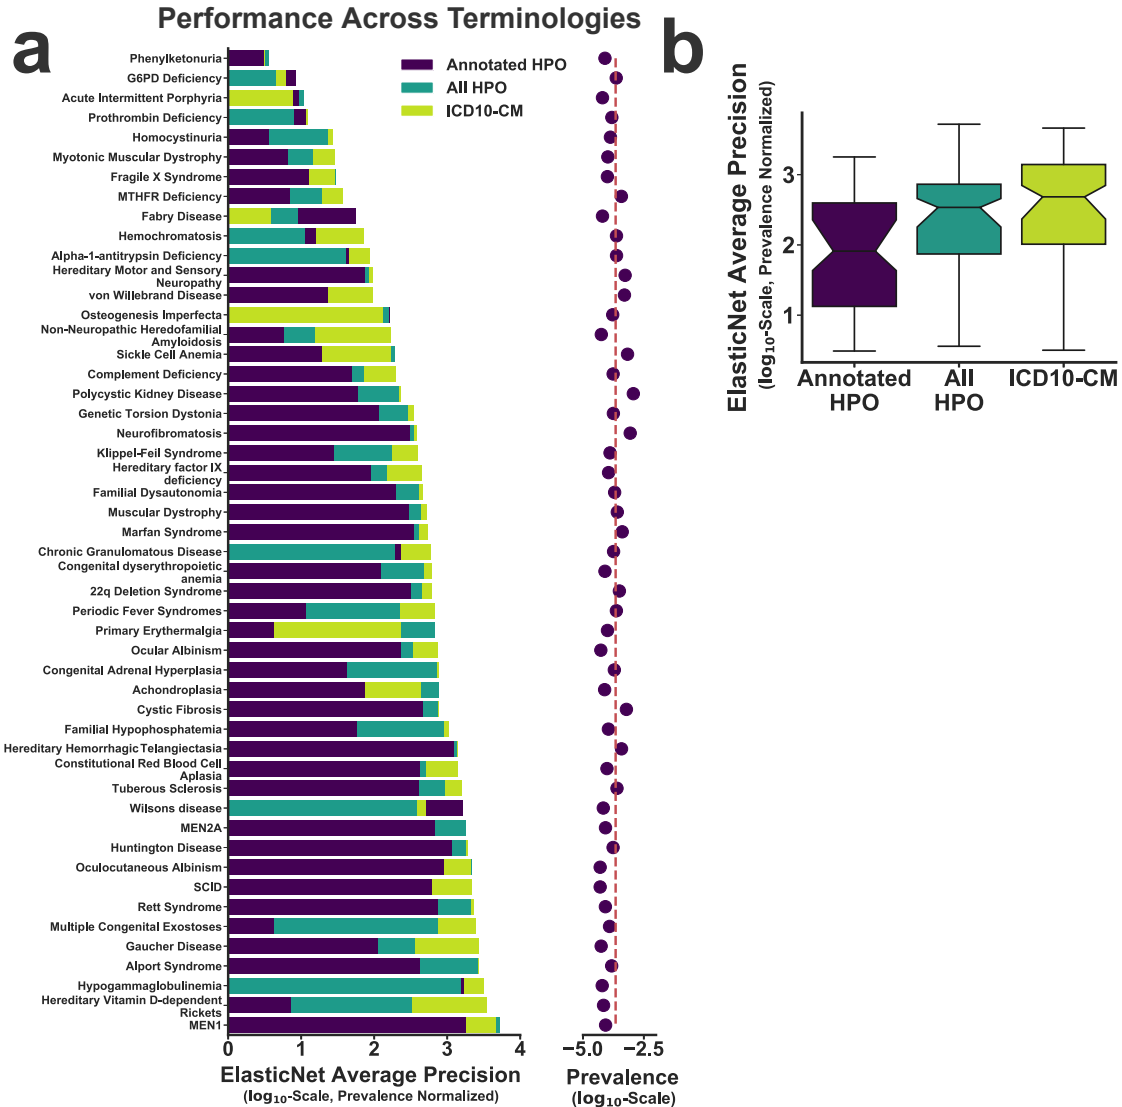 Performance Across Terminologies
a
b
Annotated HPO
All HPO
ICD10-CM
Phenylketonuria
G6PD Deficiency
Acute Intermittent Porphyria
Prothrombin Deficiency
Homocystinuria
Myotonic Muscular Dystrophy
Fragile X Syndrome
MTHFR Deficiency
Fabry Disease
Hemochromatosis
Alpha-1-antitrypsin Deficiency
Hereditary Motor and Sensory
Neuropathy
von Willebrand Disease
Osteogenesis Imperfecta
Non-Neuropathic Heredofamilial
Amyloidosis
Sickle Cell Anemia
Complement Deficiency
Polycystic Kidney Disease
Genetic Torsion Dystonia
Neurofibromatosis
Klippel-Feil Syndrome
Hereditary factor IX
deficiency
Familial Dysautonomia
Muscular Dystrophy
Marfan Syndrome
Chronic Granulomatous Disease
Congenital dyserythropoietic
anemia
22q Deletion Syndrome
Periodic Fever Syndromes
Primary Erythermalgia
Ocular Albinism
Congenital Adrenal Hyperplasia
Achondroplasia
Cystic Fibrosis
Familial Hypophosphatemia
Hereditary Hemorrhagic Telangiectasia
Constitutional Red Blood Cell
Aplasia
Tuberous Sclerosis
Wilsons disease
MEN2A
Huntington Disease
Oculocutaneous Albinism
SCID
Rett Syndrome
Multiple Congenital Exostoses
Gaucher Disease
Alport Syndrome
Hypogammaglobulinemia
Hereditary Vitamin D-dependent
Rickets
MEN1
0 1 2 3 4
ElasticNet Average Precision
(log₁₀-Scale, Prevalence Normalized)
−5.0 −2.5
Prevalence
(log₁₀-Scale)
ElasticNet Average Precision
(log₁₀-Scale, Prevalence Normalized)
3
2
1
Annotated
HPO
All
HPO
ICD10-CM